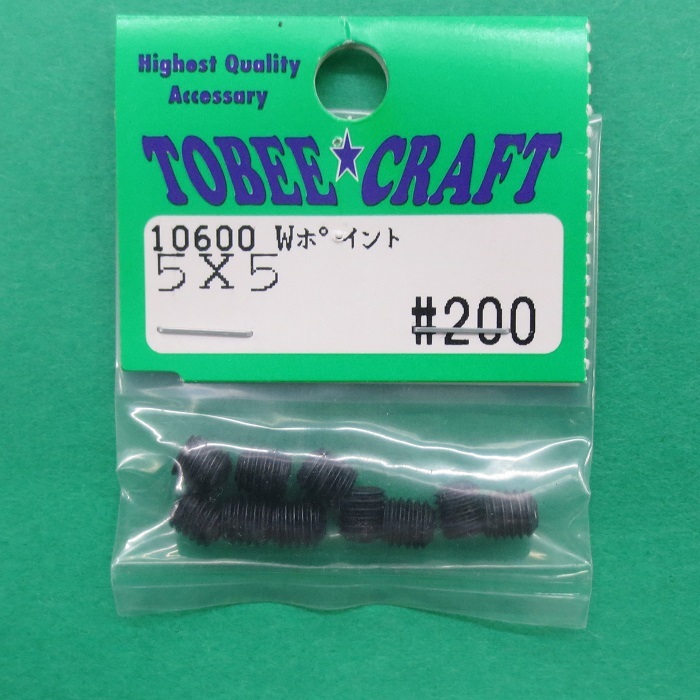 Highest Quality
Accessary
TOBEE★CRAFT
10600 Wポイント
5X5
#200